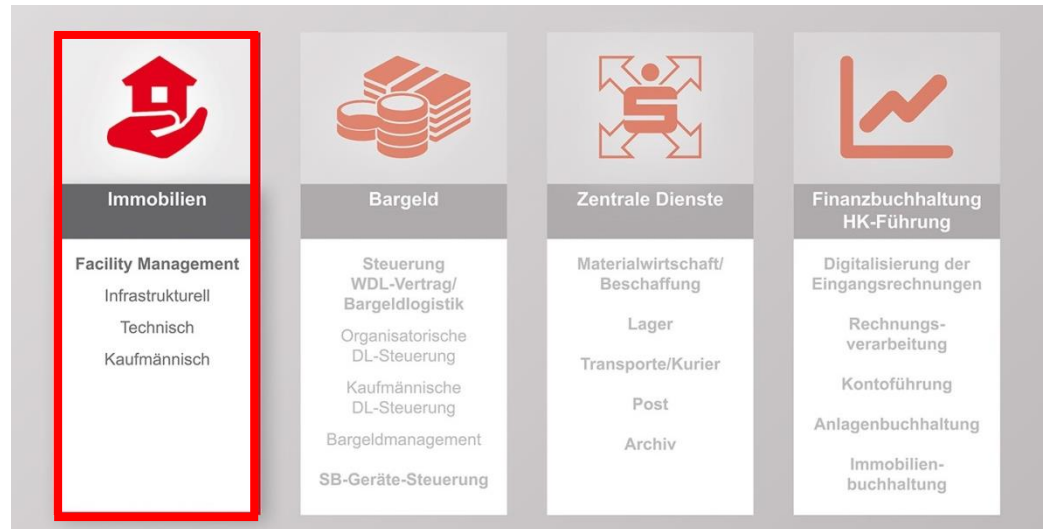 Immobilien
Facility Management
Infrastrukturell
Technisch
Kaufmännisch
Bargeld
Steuerung
WDL-Vertrag/
Bargeldlogistik
Organisatorische
DL-Steuerung
Kaufmännische
DL-Steuerung
Bargeldmanagement
SB-Geräte-Steuerung
Zentrale Dienste
Materialwirtschaft/
Beschaffung
Lager
Transporte/Kurier
Post
Archiv
Finanzbuchhaltung
HK-Führung
Digitalisierung der
Eingangsrechnungen
Rechnungs-
verarbeitung
Kontoführung
Anlagenbuchhaltung
Immobilien-
buchhaltung